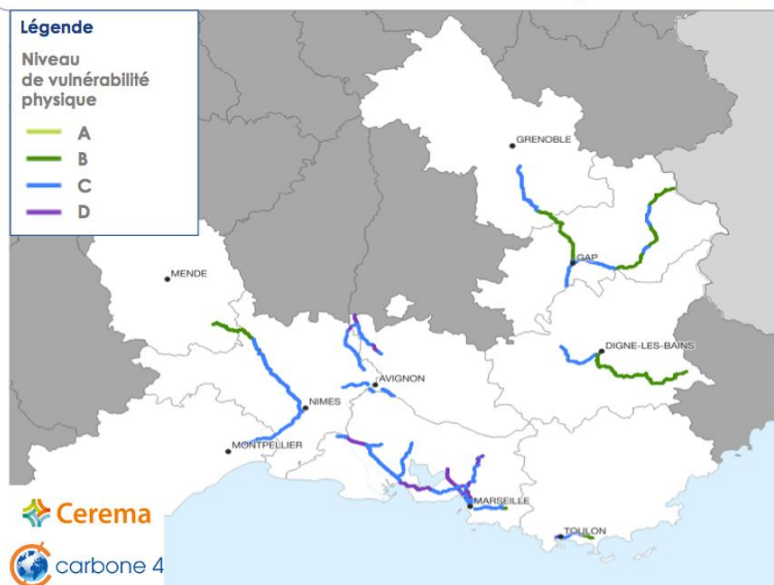 Légende
Niveau
de vulnérabilité
physique
A
B
C
D
GRENOBLE
GAP
MENDE
DIGNE-LES-BAINS
AVIGNON
NIMES
MONTPELLIER
MARSEILLE
TOULON
Cerema
carbone 4